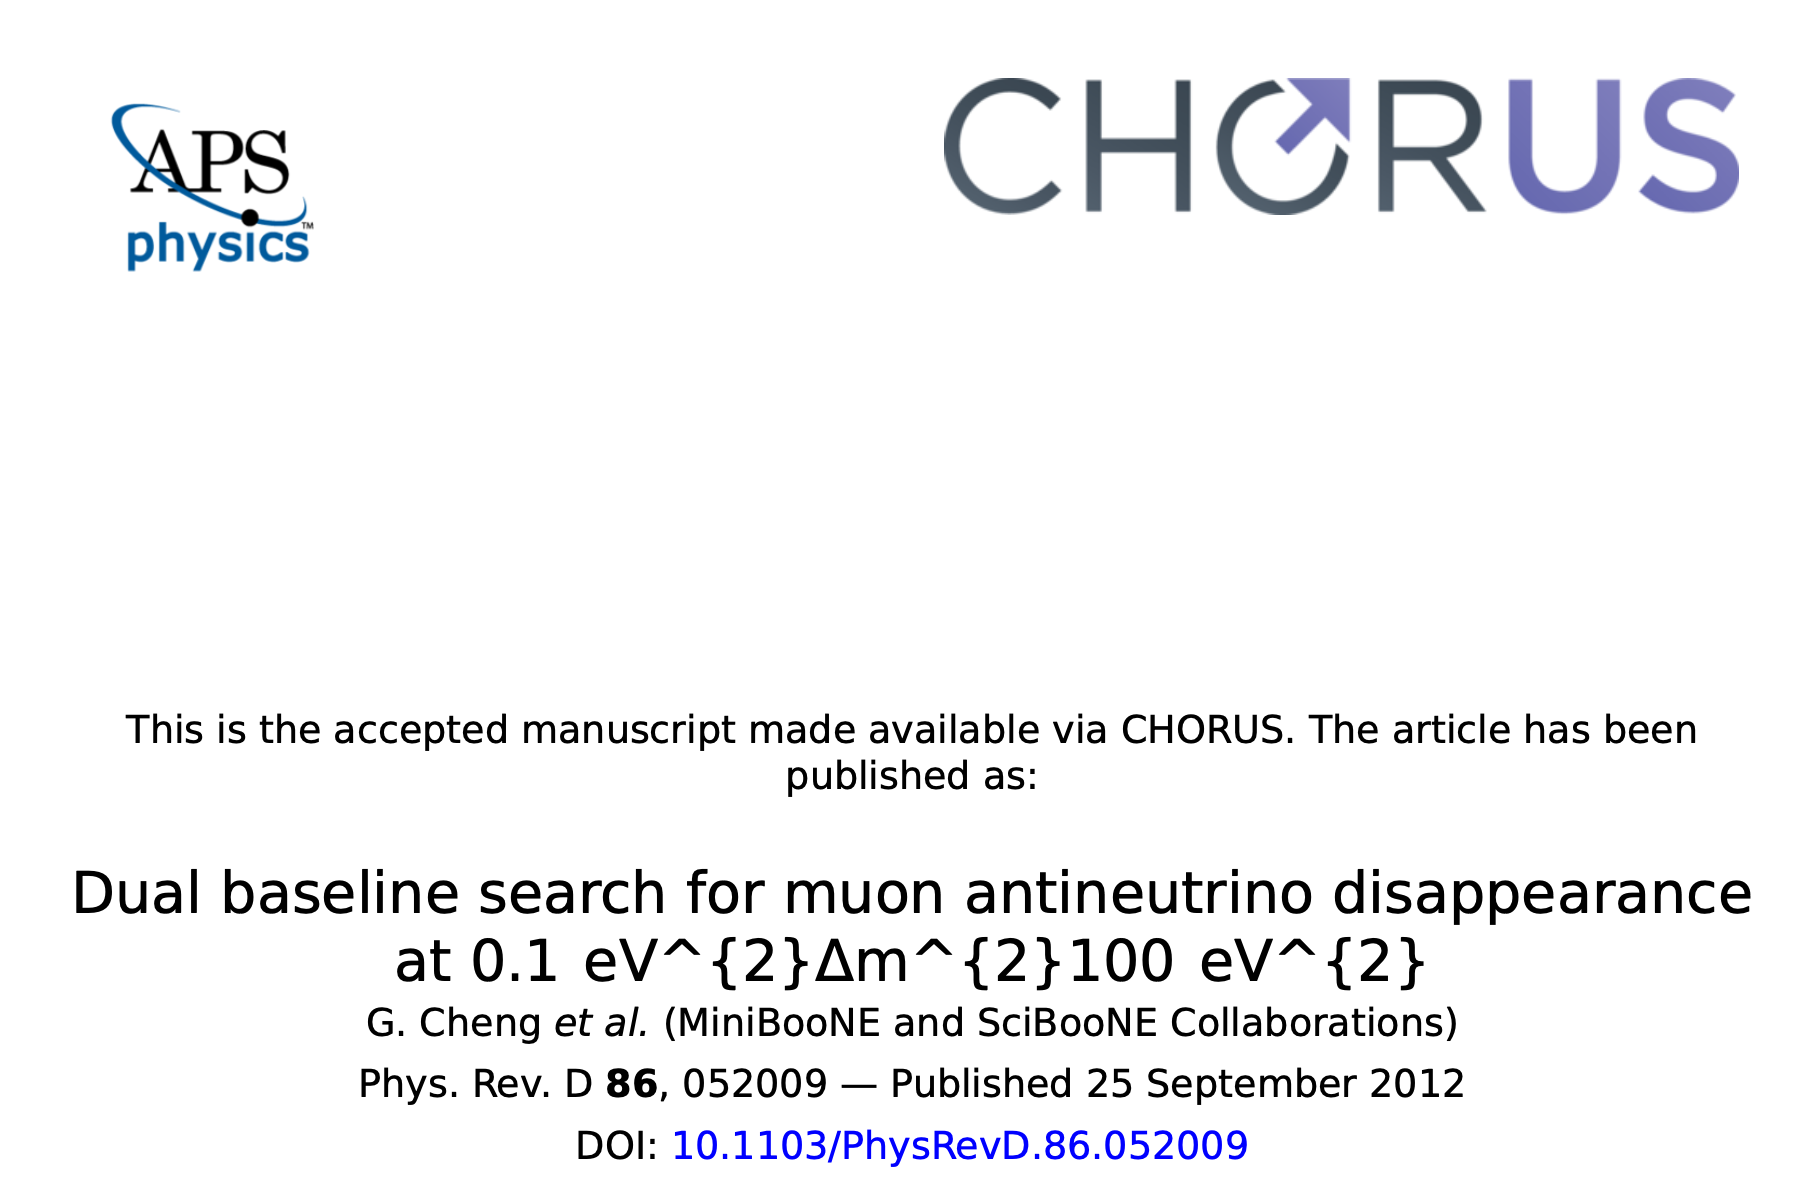 APS
physics™
CHORUS
This is the accepted manuscript made available via CHORUS. The article has been
published as:
Dual baseline search for muon antineutrino disappearance
at 0.1 eV^{2}Δm^{2}100 eV^{2}
G. Cheng et al. (MiniBooNE and SciBooNE Collaborations)
Phys. Rev. D 86, 052009 — Published 25 September 2012
DOI: 10.1103/PhysRevD.86.052009